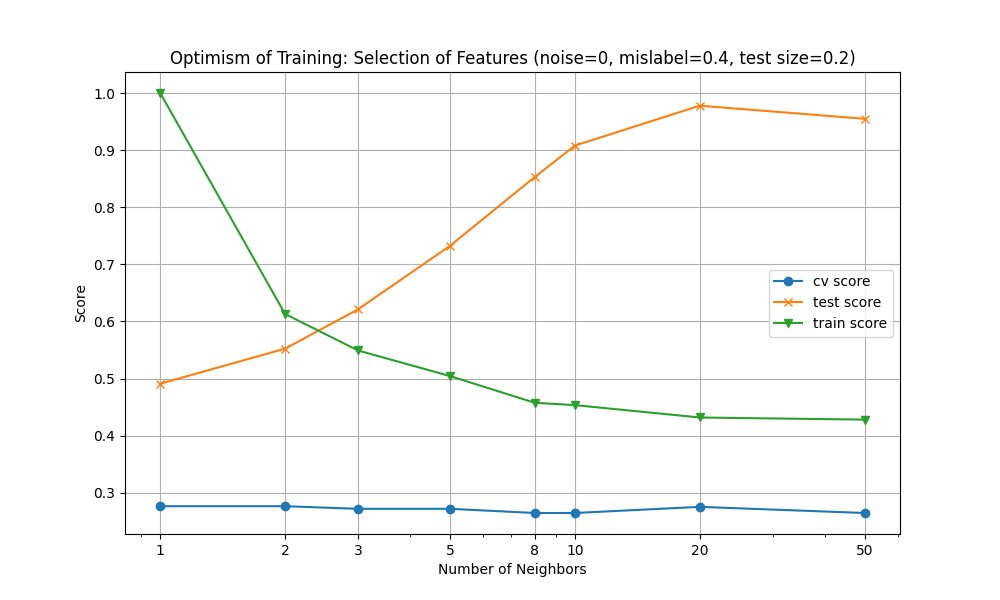 Optimism of Training: Selection of Features (noise=0, mislabel=0.4, test size=0.2)
1.0
0.9
0.8
0.7
0.6
0.5
0.4
0.3
Score
cv score
test score
train score
1 2 3 5 8 10 20 50
Number of Neighbors